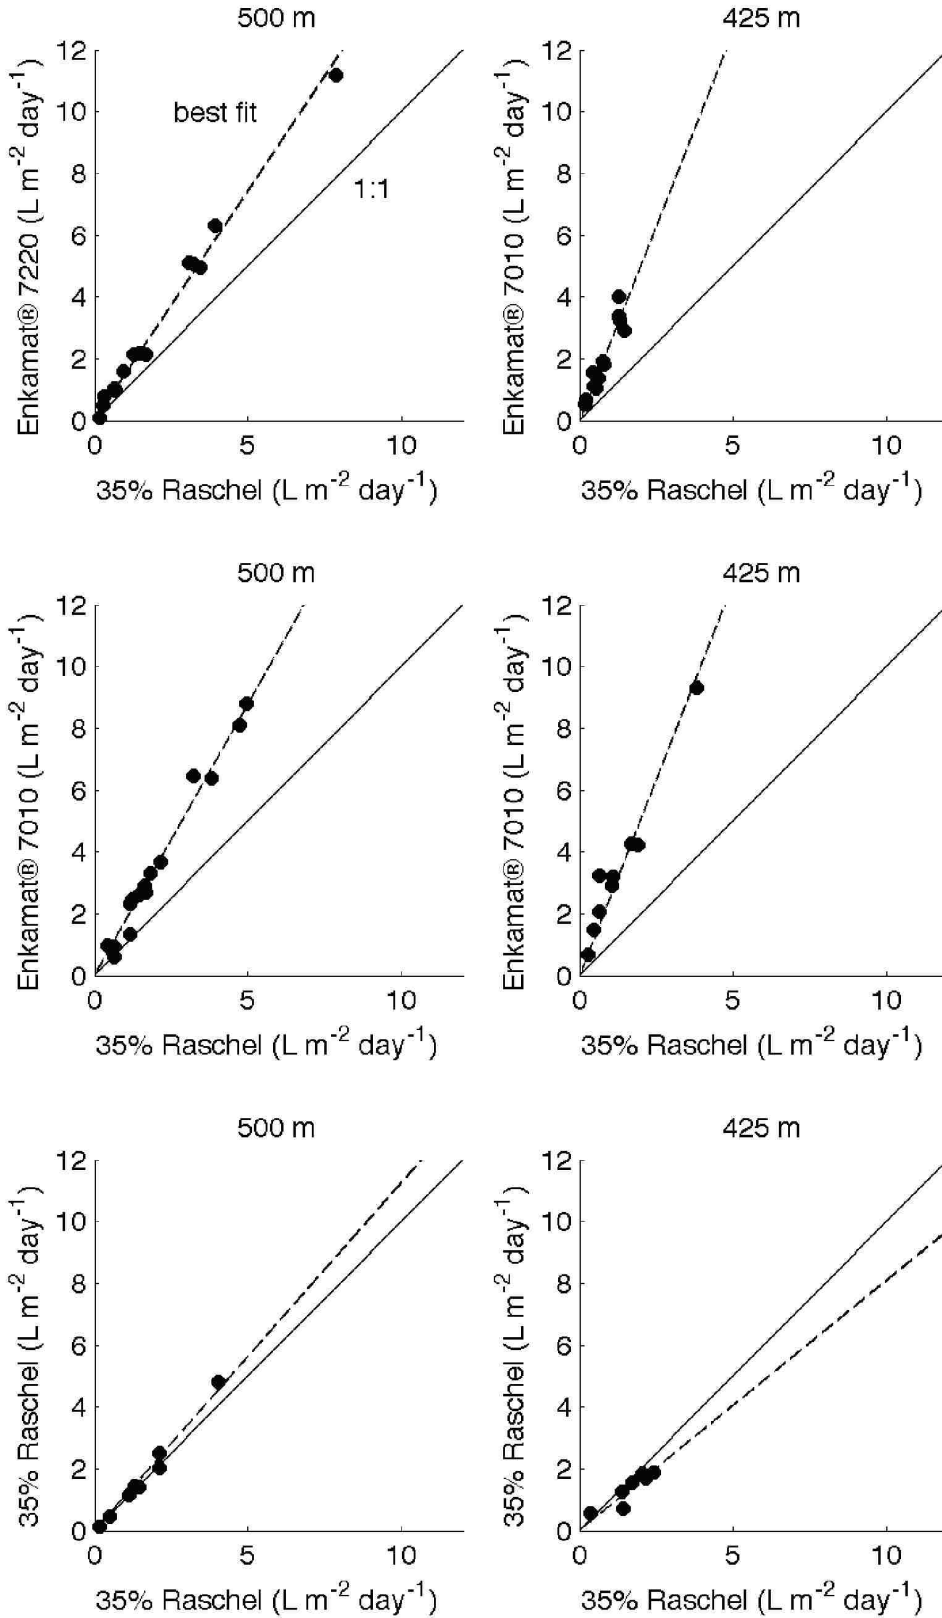 500 m
425 m
12
10
8
6
4
2
0
Enkamat® 7220 (L m⁻² day⁻¹)
best fit
1:1
0 5 10
35% Raschel (L m⁻² day⁻¹)
12
10
8
6
4
2
0
Enkamat® 7010 (L m⁻² day⁻¹)
0 5 10
35% Raschel (L m⁻² day⁻¹)
500 m
425 m
12
10
8
6
4
2
0
Enkamat® 7010 (L m⁻² day⁻¹)
0 5 10
35% Raschel (L m⁻² day⁻¹)
12
10
8
6
4
2
0
Enkamat® 7010 (L m⁻² day⁻¹)
0 5 10
35% Raschel (L m⁻² day⁻¹)
500 m
425 m
12
10
8
6
4
2
0
35% Raschel (L m⁻² day⁻¹)
0 5 10
35% Raschel (L m⁻² day⁻¹)
12
10
8
6
4
2
0
35% Raschel (L m⁻² day⁻¹)
0 5 10
35% Raschel (L m⁻² day⁻¹)